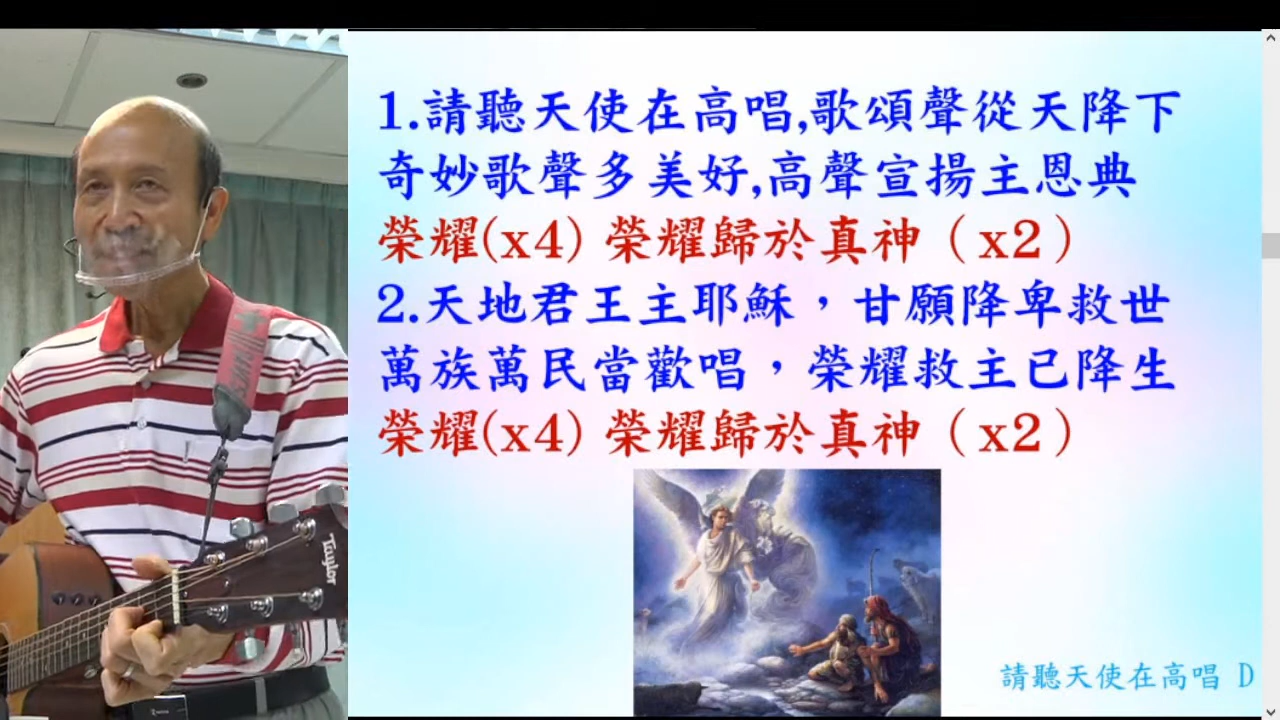 1.請聽天使在高唱,歌頌聲從天降下
奇妙歌聲多美好,高聲宣揚主恩典
榮耀(x4) 榮耀歸於真神（x2）
2.天地君王主耶穌，甘願降卑救世
萬族萬民當歡唱，榮耀救主已降生
榮耀(x4) 榮耀歸於真神（x2）
請聽天使在高唱 D
Taylor